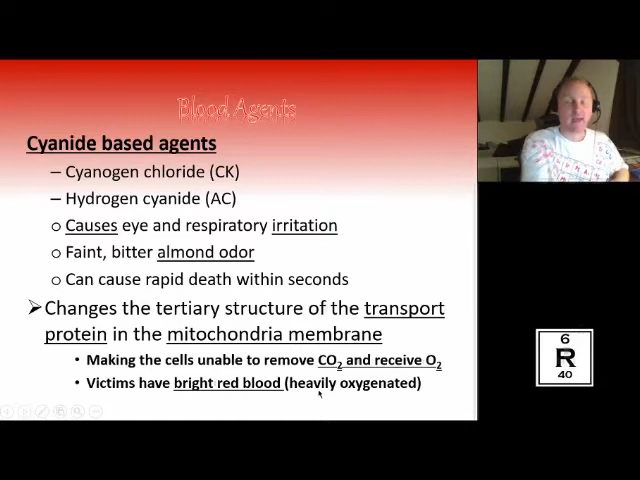 Blood Agents
Cyanide based agents
– Cyanogen chloride (CK)
– Hydrogen cyanide (AC)
o Causes eye and respiratory irritation
o Faint, bitter almond odor
o Can cause rapid death within seconds
➢ Changes the tertiary structure of the transport
protein in the mitochondria membrane
• Making the cells unable to remove CO2 and receive O2
• Victims have bright red blood (heavily oxygenated)
6
R
40